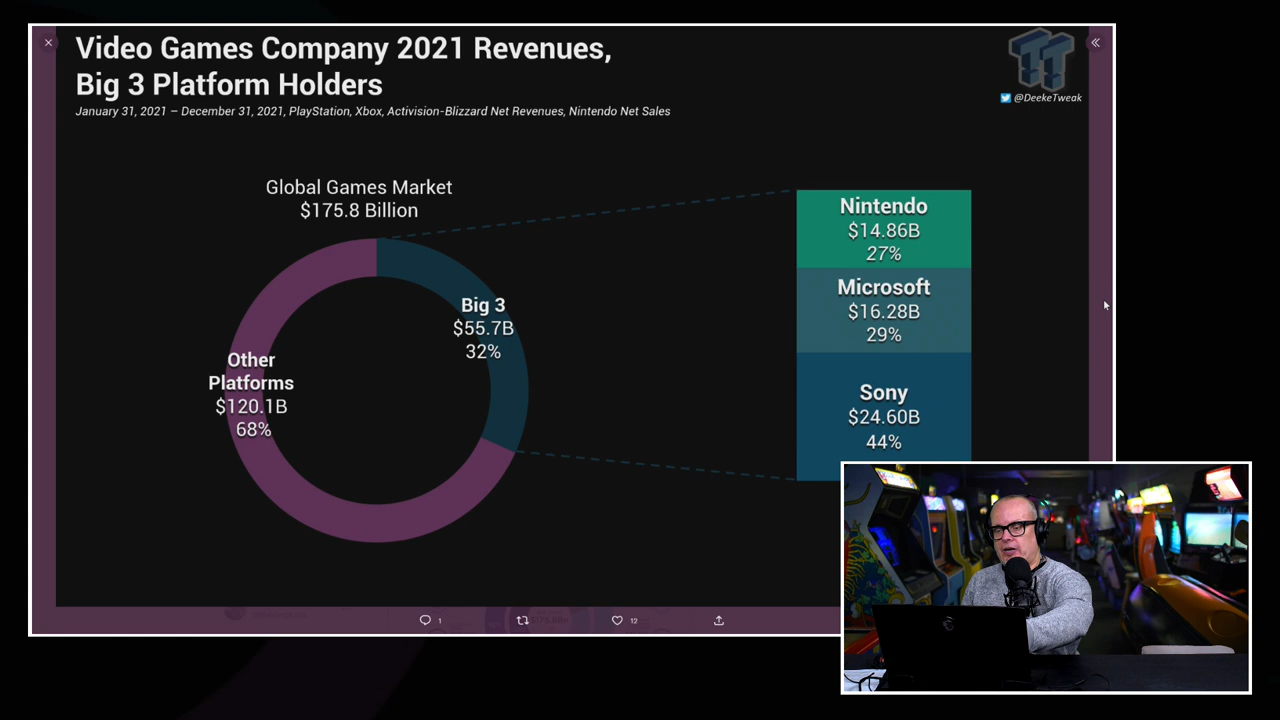 Video Games Company 2021 Revenues,
Big 3 Platform Holders
January 31, 2021 – December 31, 2021, PlayStation, Xbox, Activision-Blizzard Net Revenues, Nintendo Net Sales
TT
@DeekeTweak
Global Games Market
$175.8 Billion
Big 3
$55.7B
32%
Other
Platforms
$120.1B
68%
Nintendo
$14.86B
27%
Microsoft
$16.28B
29%
Sony
$24.60B
44%
1
12